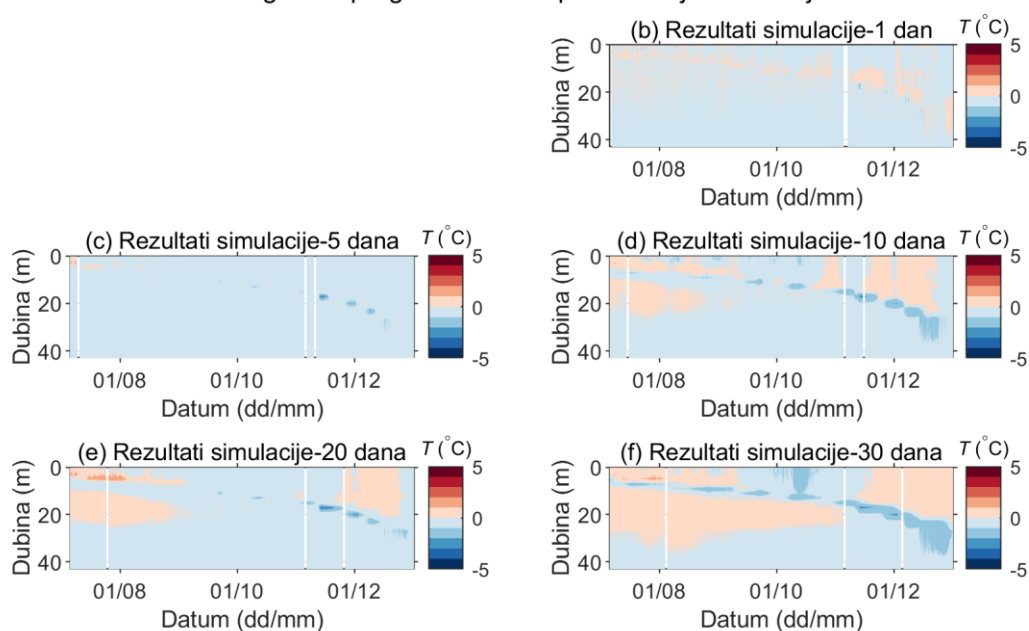 (b) Rezultati simulacije-1 dan
T (°C)
Dubina (m)
0
20
40
01/08
01/10
01/12
Datum (dd/mm)
5
0
-5
(c) Rezultati simulacije-5 dana
T (°C)
Dubina (m)
0
20
40
01/08
01/10
01/12
Datum (dd/mm)
5
0
-5
(d) Rezultati simulacije-10 dana
T (°C)
Dubina (m)
0
20
40
01/08
01/10
01/12
Datum (dd/mm)
5
0
-5
(e) Rezultati simulacije-20 dana
T (°C)
Dubina (m)
0
20
40
01/08
01/10
01/12
Datum (dd/mm)
5
0
-5
(f) Rezultati simulacije-30 dana
T (°C)
Dubina (m)
0
20
40
01/08
01/10
01/12
Datum (dd/mm)
5
0
-5